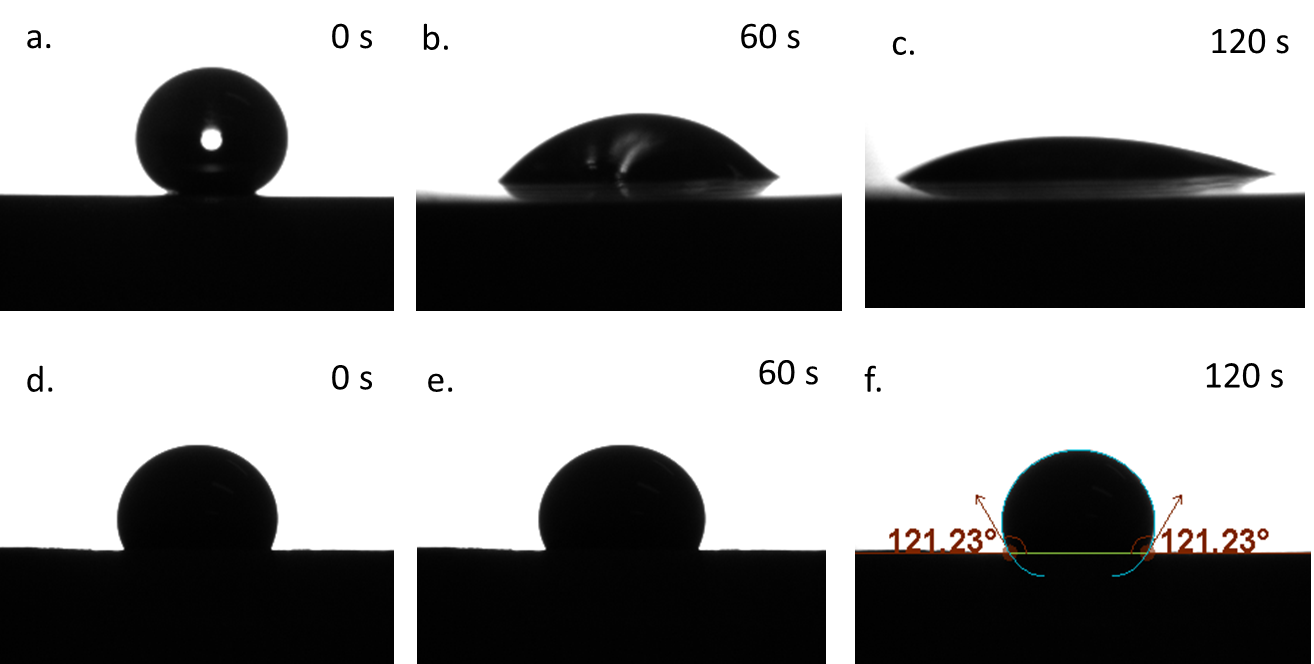 a. 0 s
b. 60 s
c. 120 s
d. 0 s
e. 60 s
f. 120 s
121.23° 121.23°